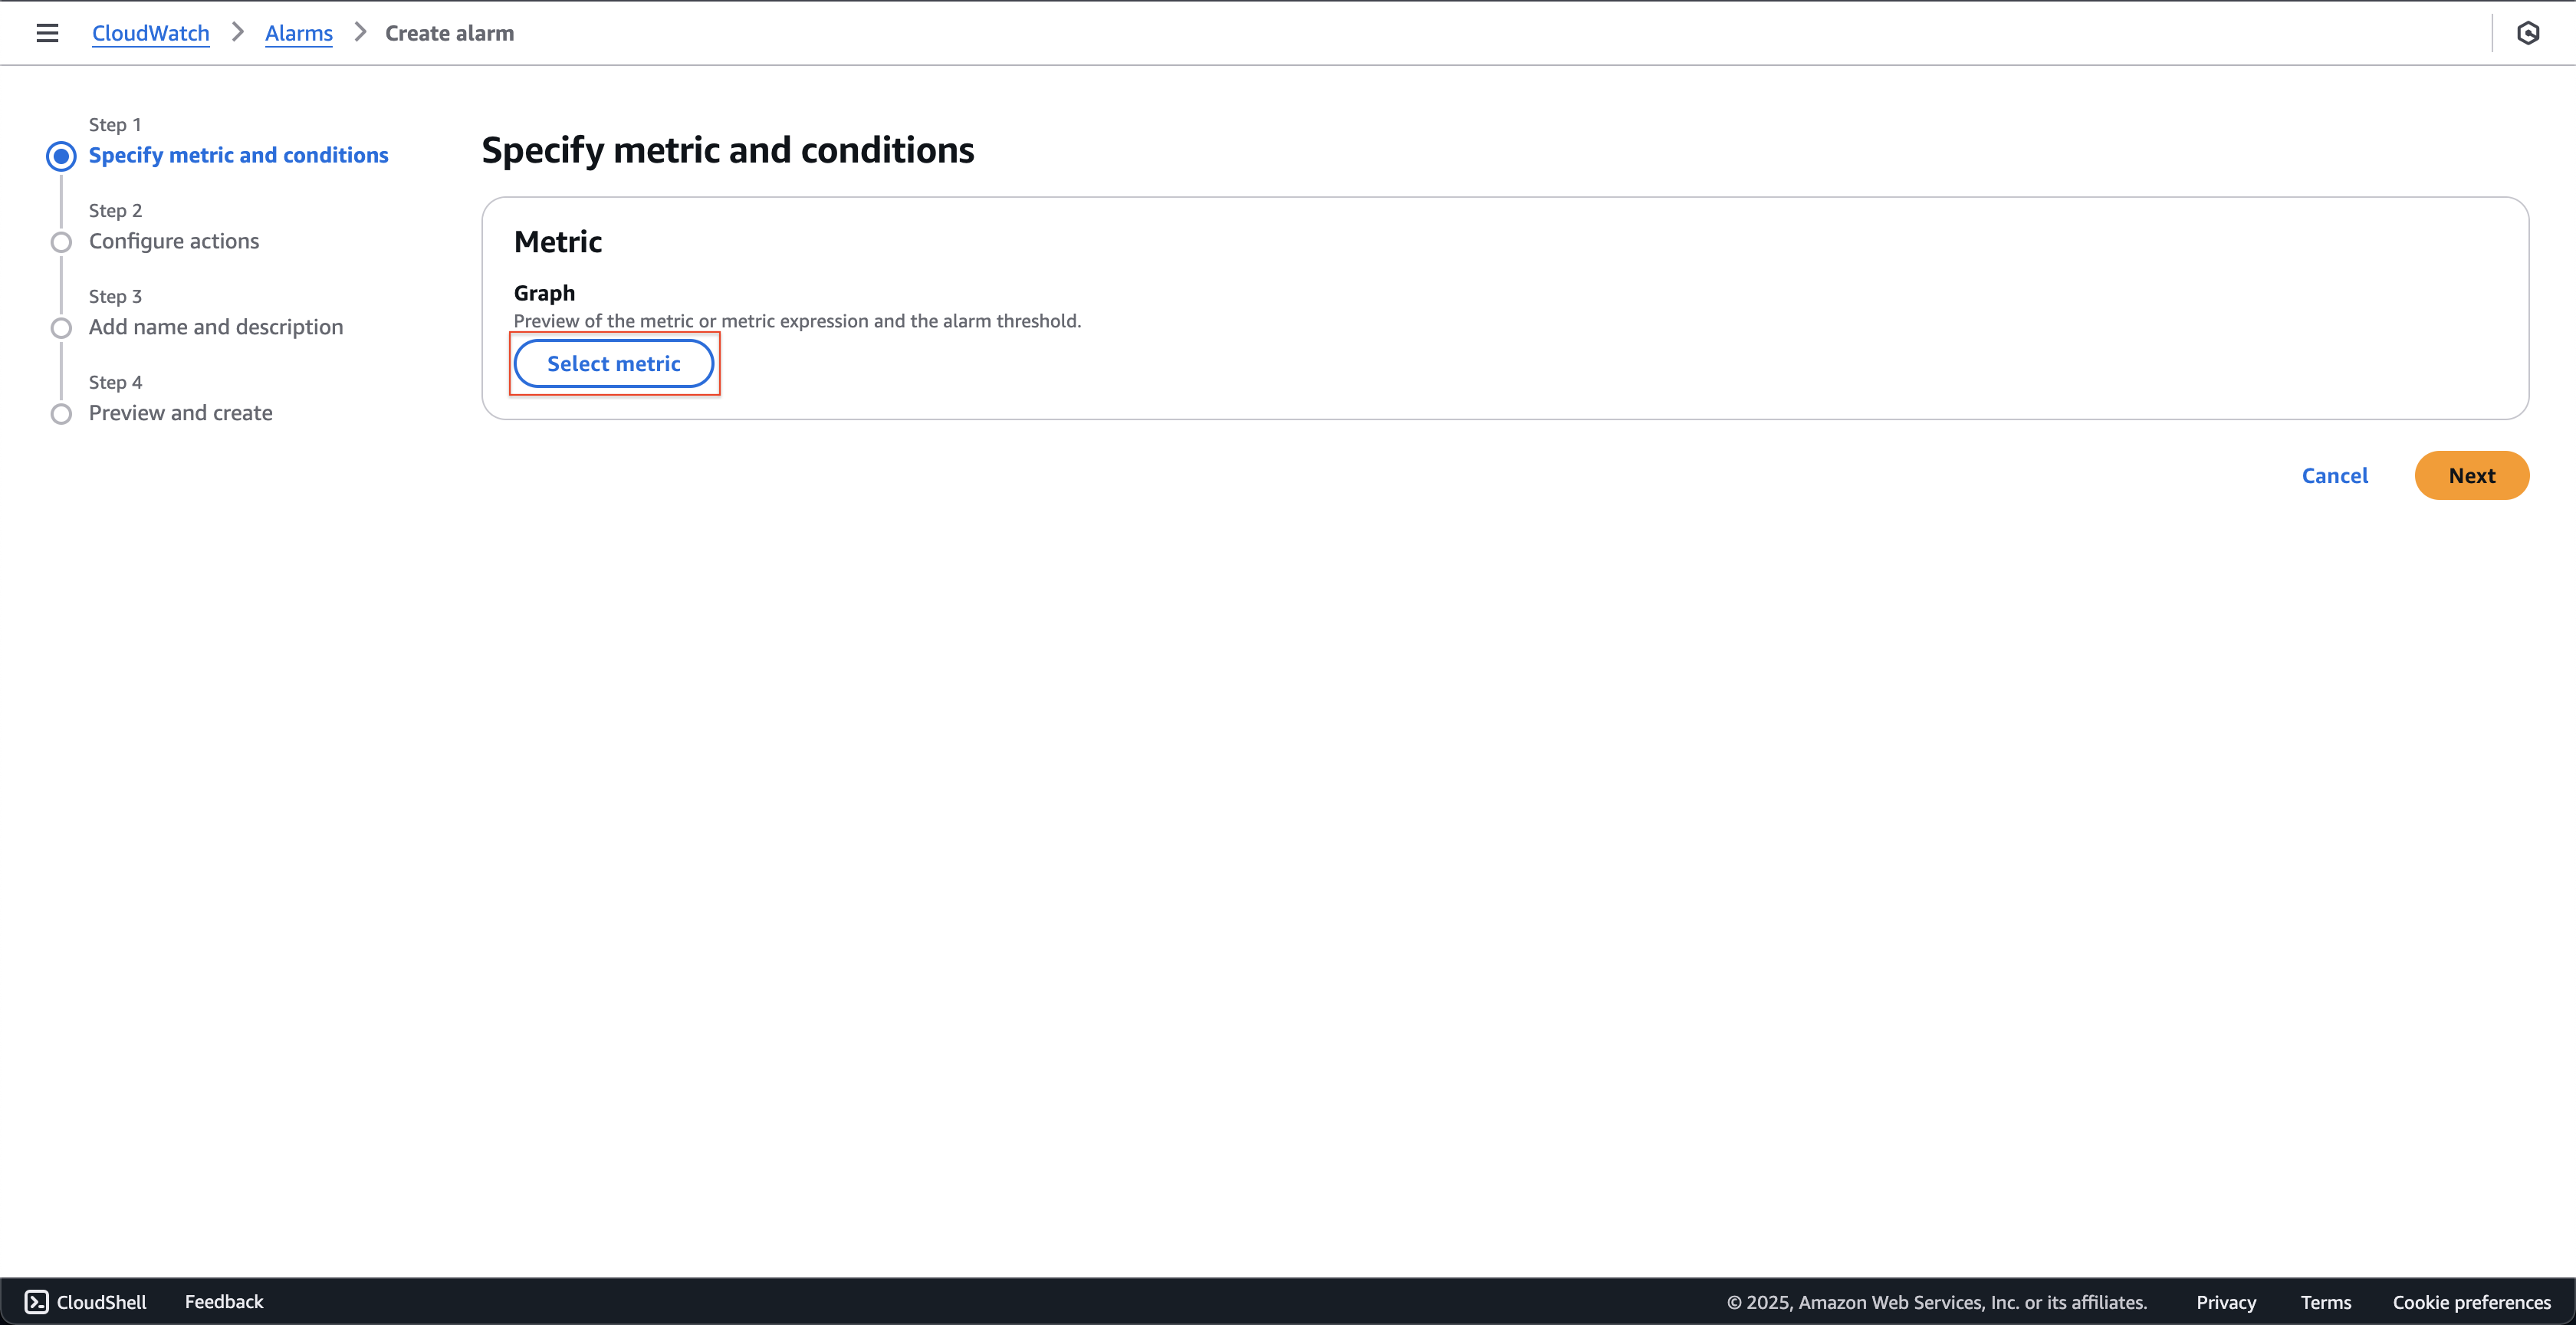 CloudWatch > Alarms > Create alarm
Step 1
Specify metric and conditions
Step 2
Configure actions
Step 3
Add name and description
Step 4
Preview and create
Specify metric and conditions
Metric
Graph
Preview of the metric or metric expression and the alarm threshold.
Select metric
Cancel
Next
CloudShell Feedback © 2025, Amazon Web Services, Inc. or its affiliates. Privacy Terms Cookie preferences